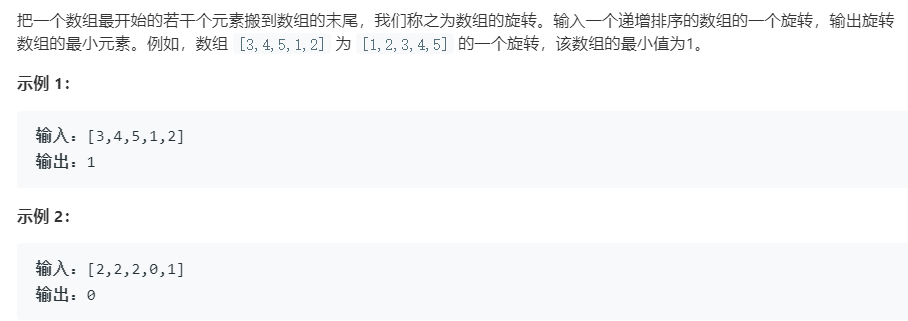 把一个数组最开始的若干个元素搬到数组的末尾，我们称之为数组的旋转。输入一个递增排序的数组的一个旋转，输出旋转
数组的最小元素。例如，数组 [3,4,5,1,2] 为 [1,2,3,4,5] 的一个旋转，该数组的最小值为1。
示例 1：
输入：[3,4,5,1,2]
输出：1
示例 2：
输入：[2,2,2,0,1]
输出：0